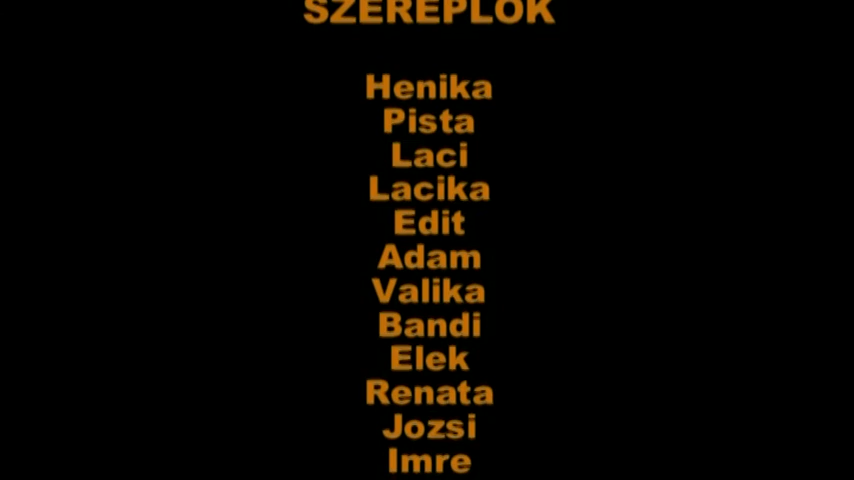 SZEREPLOK
Henika
Pista
Laci
Lacika
Edit
Adam
Valika
Bandi
Elek
Renata
Jozsi
Imre